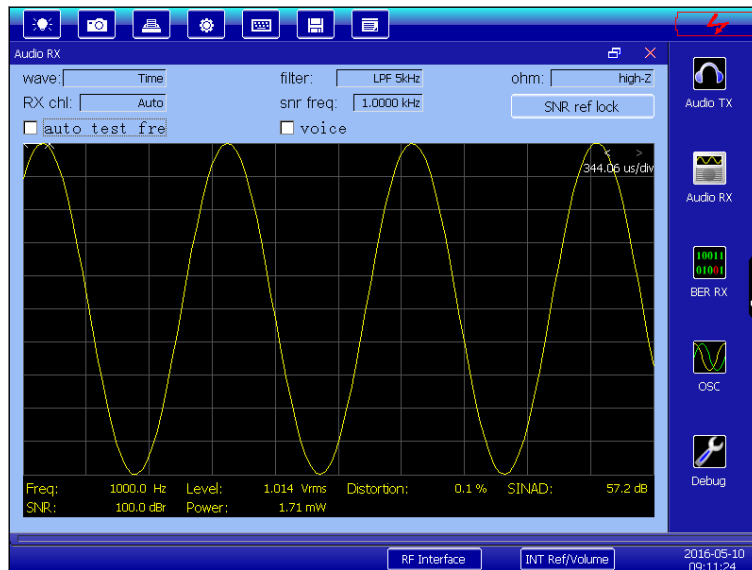 Audio RX
wave: Time filter: LPF 5kHz ohm: high-Z
RX chl: Auto snr freq: 1.0000 kHz SNR ref lock
auto test fre voice
< >
344.06 us/div
Freq: 1000.0 Hz Level: 1.014 Vrms Distortion: 0.1 % SINAD: 57.2 dB
SNR: 100.0 dBr Power: 1.71 mW
Audio TX
Audio RX
10011
01001
BER RX
OSC
Debug
RF Interface INT Ref/Volume
2016-05-10
09:11:24